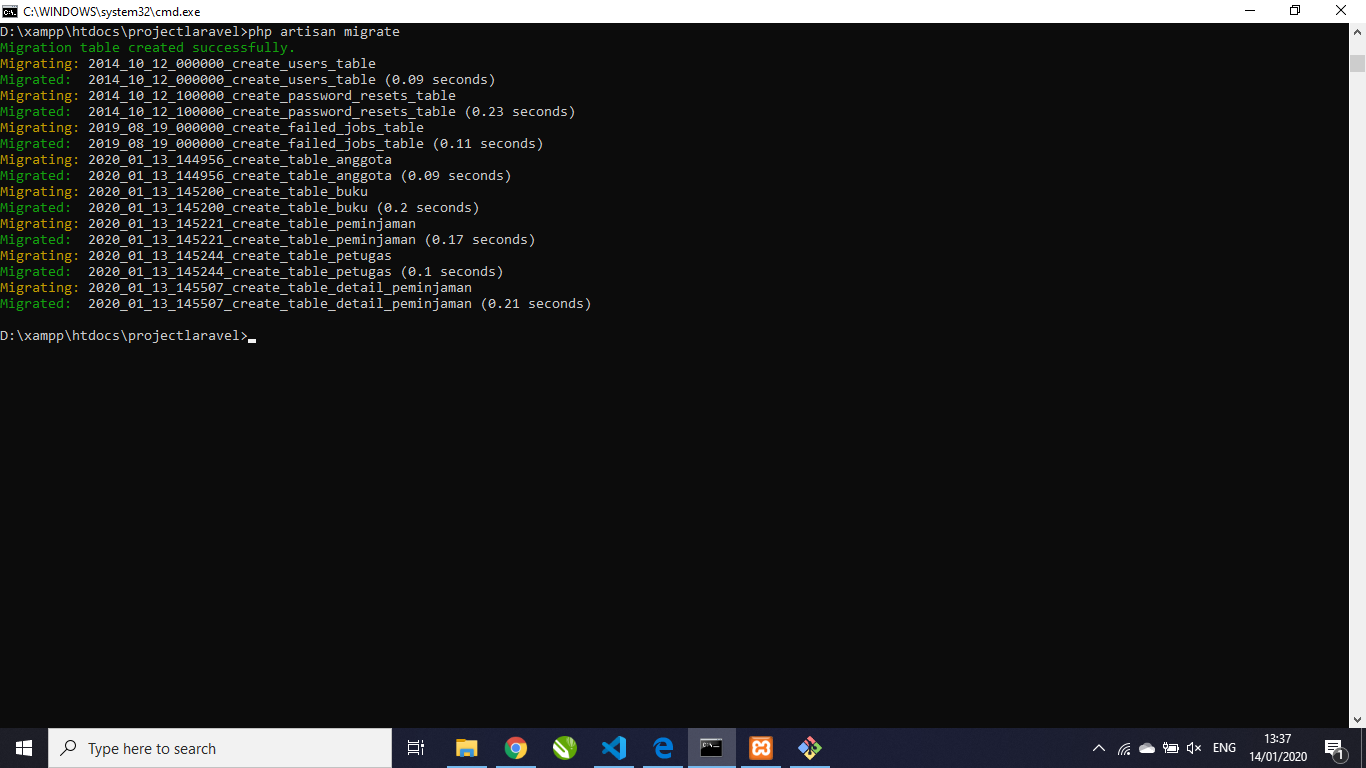 C:\WINDOWS\system32\cmd.exe
D:\xampp\htdocs\projectlaravel>php artisan migrate
Migration table created successfully.
Migrating: 2014_10_12_000000_create_users_table
Migrated:  2014_10_12_000000_create_users_table (0.09 seconds)
Migrating: 2014_10_12_100000_create_password_resets_table
Migrated:  2014_10_12_100000_create_password_resets_table (0.23 seconds)
Migrating: 2019_08_19_000000_create_failed_jobs_table
Migrated:  2019_08_19_000000_create_failed_jobs_table (0.11 seconds)
Migrating: 2020_01_13_144956_create_table_anggota
Migrated:  2020_01_13_144956_create_table_anggota (0.09 seconds)
Migrating: 2020_01_13_145200_create_table_buku
Migrated:  2020_01_13_145200_create_table_buku (0.2 seconds)
Migrating: 2020_01_13_145221_create_table_peminjaman
Migrated:  2020_01_13_145221_create_table_peminjaman (0.17 seconds)
Migrating: 2020_01_13_145244_create_table_petugas
Migrated:  2020_01_13_145244_create_table_petugas (0.1 seconds)
Migrating: 2020_01_13_145507_create_table_detail_peminjaman
Migrated:  2020_01_13_145507_create_table_detail_peminjaman (0.21 seconds)
D:\xampp\htdocs\projectlaravel>
Type here to search
ENG
13:37
14/01/2020
1